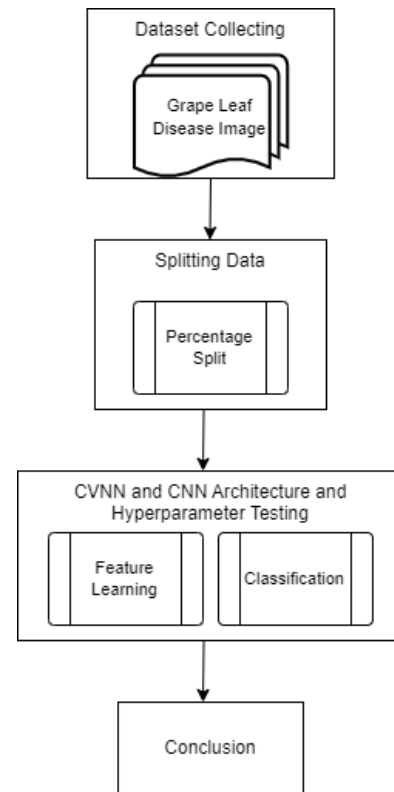 Dataset Collecting
Grape Leaf
Disease Image
Splitting Data
Percentage
Split
CVNN and CNN Architecture and
Hyperparameter Testing
Feature
Learning
Classification
Conclusion